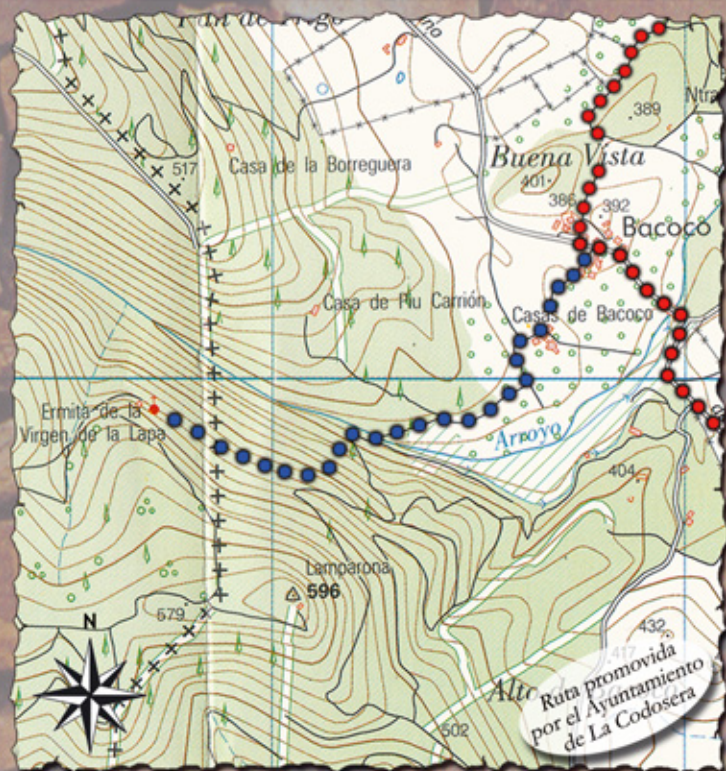 517
Casa de la Borreguera
Buena Vista
389
Ntra
401
386
392
Bacoco
Casa de Piu Carrión
Casas de Bacoco
Ermita de la
Virgen de la Lapa
Arroyo
404
Lamparona
596
579
N
432
417
502
Ruta promovida
por el Ayuntamiento
de La Codosera